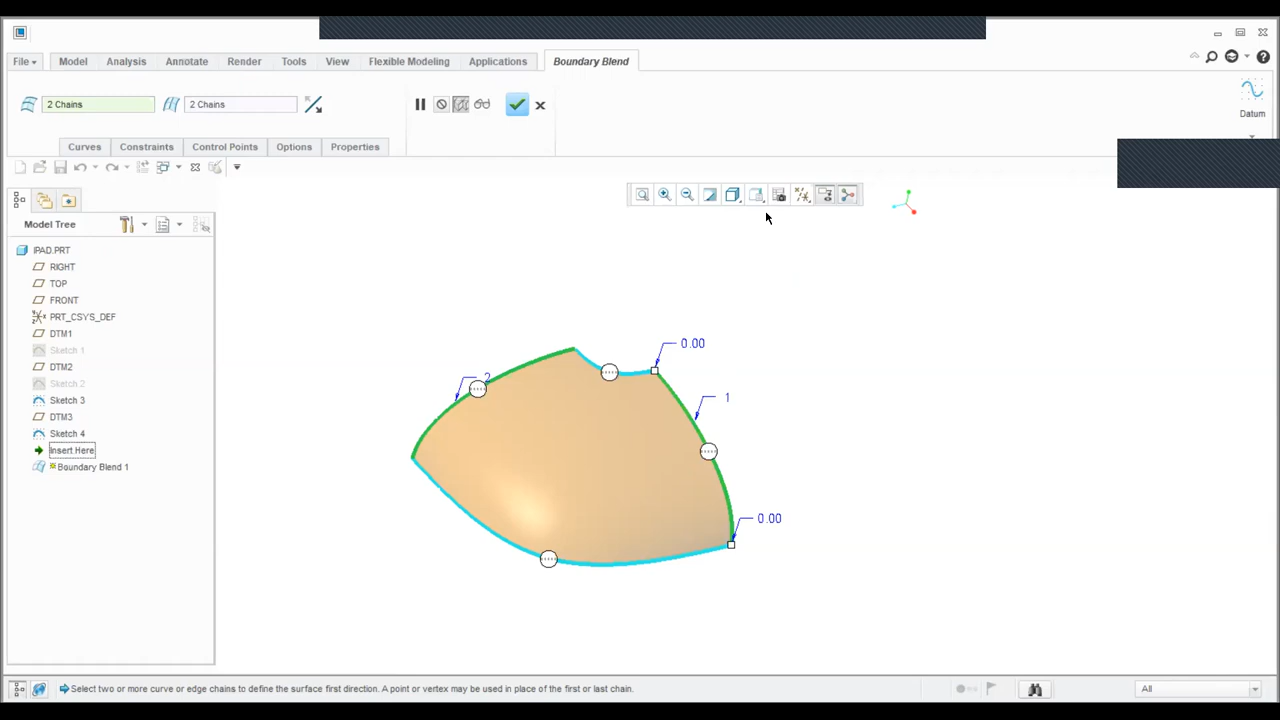 File Model Analysis Annotate Render Tools View Flexible Modeling Applications Boundary Blend
2 Chains 2 Chains
Datum
Curves Constraints Control Points Options Properties
Model Tree
IPAD.PRT
RIGHT
TOP
FRONT
PRT_CSYS_DEF
DTM1
Sketch 1
DTM2
Sketch 2
Sketch 3
DTM3
Sketch 4
Insert Here
Boundary Blend 1
0.00
2
1
0.00
Select two or more curve or edge chains to define the surface first direction. A point or vertex may be used in place of the first or last chain.
All